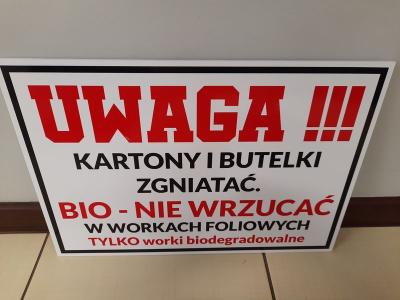 UWAGA !!!
KARTONY I BUTELKI
ZGNIATAĆ.
BIO - NIE WRZUCAĆ
W WORKACH FOLIOWYCH
TYLKO worki biodegradowalne